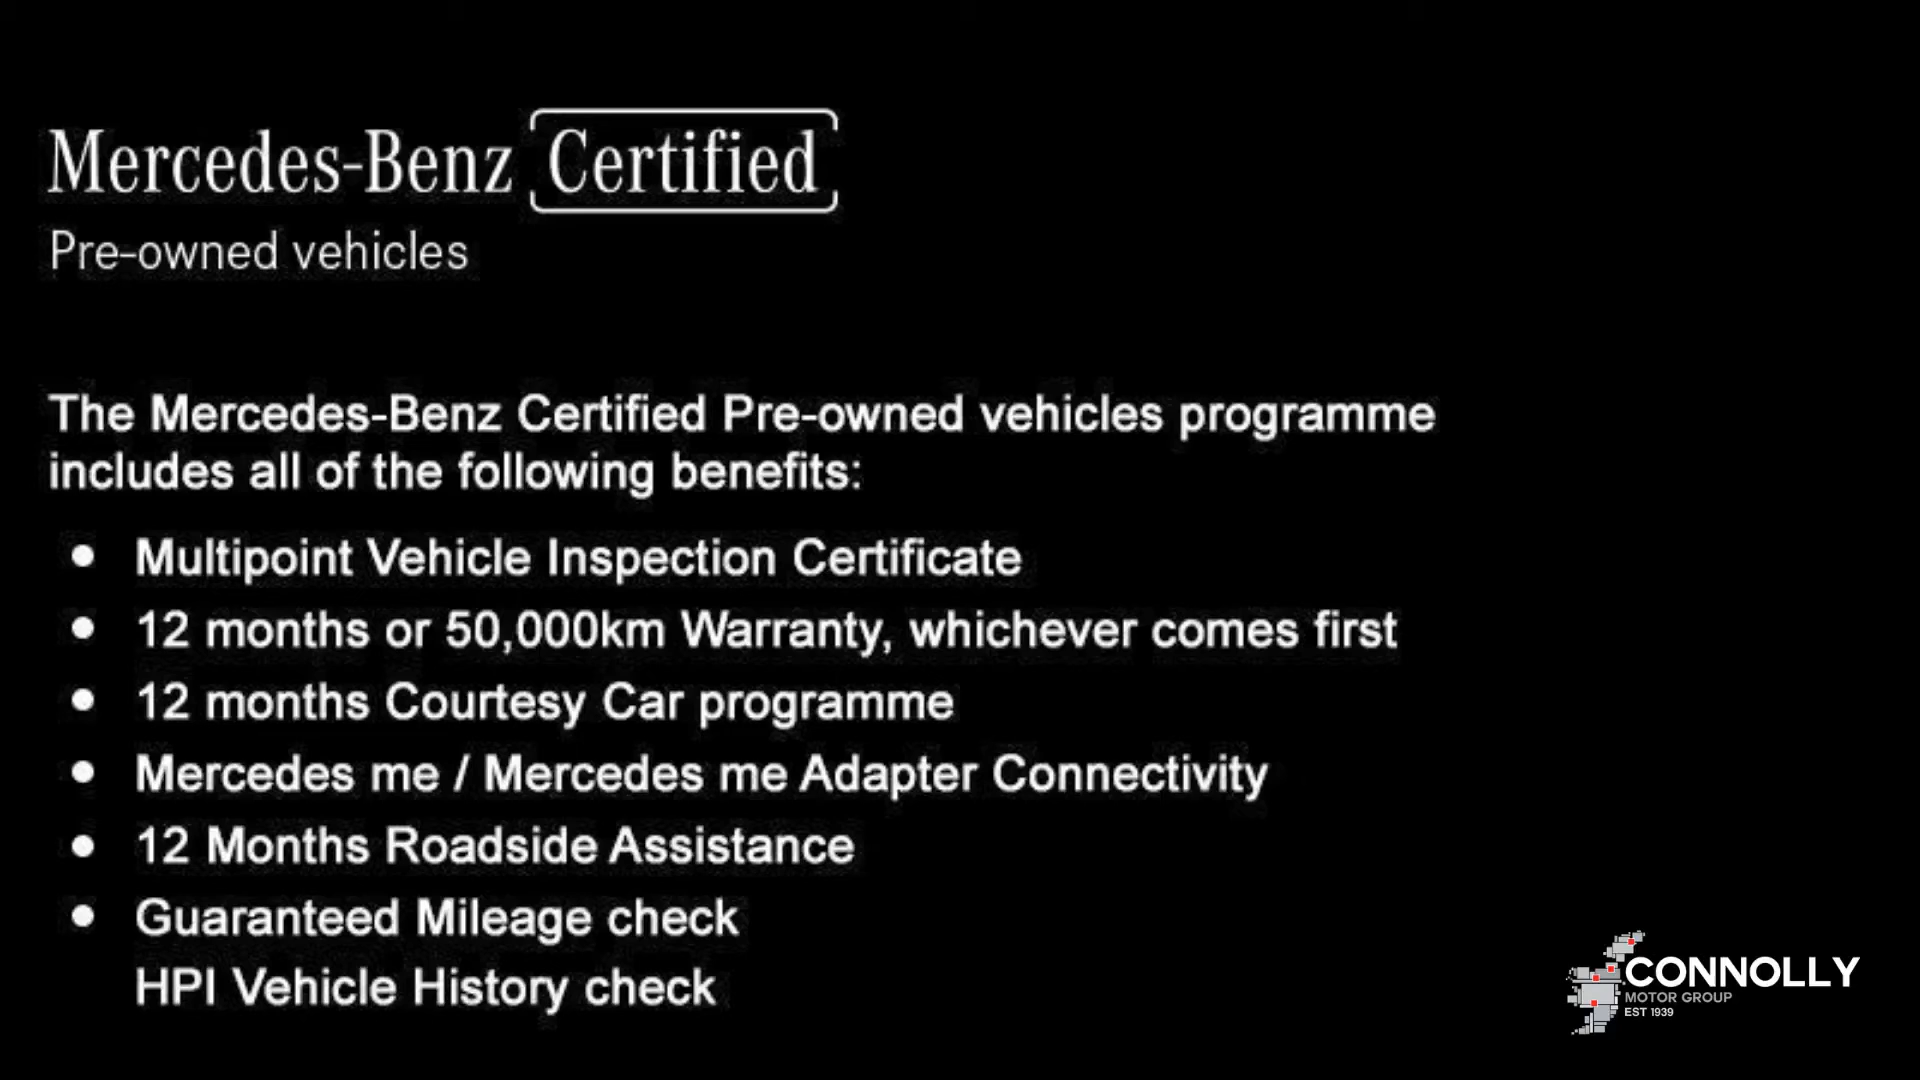 Mercedes-Benz Certified
Pre-owned vehicles
The Mercedes-Benz Certified Pre-owned vehicles programme
includes all of the following benefits:
• Multipoint Vehicle Inspection Certificate
• 12 months or 50,000km Warranty, whichever comes first
• 12 months Courtesy Car programme
• Mercedes me / Mercedes me Adapter Connectivity
• 12 Months Roadside Assistance
• Guaranteed Mileage check
HPI Vehicle History check
CONNOLLY
MOTOR GROUP
EST 1939